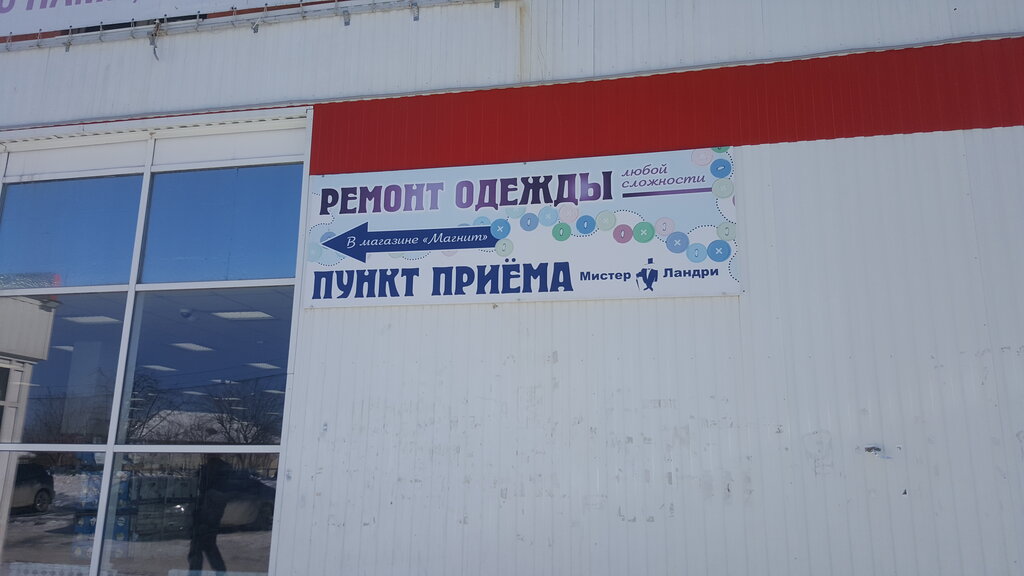 РЕМОНТ ОДЕЖДЫ
любой
сложности
В магазине «Магнит»
ПУНКТ ПРИЁМА
Мистер Ландри